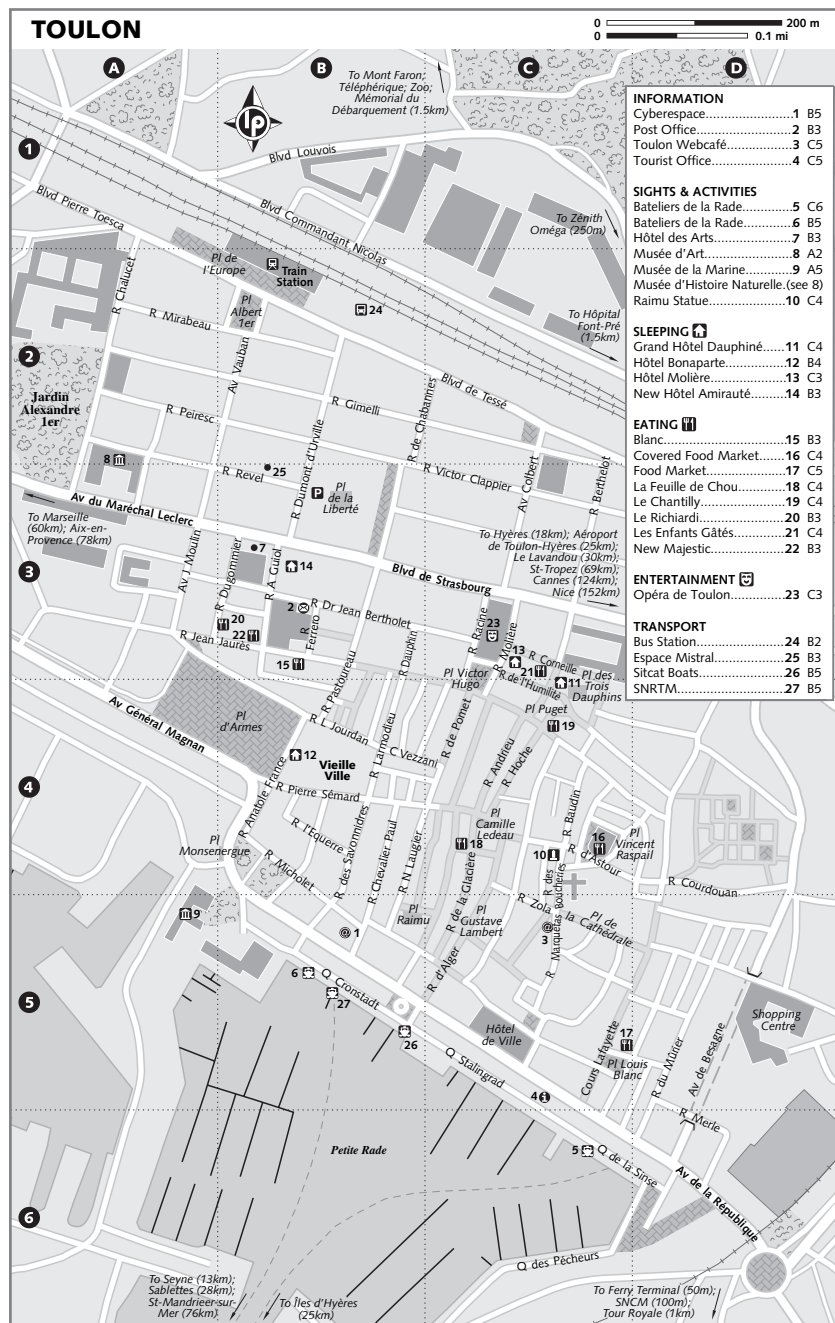 TOULON
0 200 m
0 0.1 mi
A
B
C
D
1
2
3
4
5
6
lp
To Mont Faron;
Téléphérique; Zoo;
Mémorial du
Débarquement (1.5km)
Blvd Louvois
Blvd Commandant Nicolas
Blvd Pierre Toesca
To Zénith
Oméga (250m)
To Hôpital
Font-Pré
(1.5km)
Pl de
l'Europe
Train
Station
Pl
Albert
1er
24
R Chalucet
R Mirabeau
Av Vauban
Blvd de Tessé
Jardin
Alexandre
1er
R Peiresc
R Gimelli
R Dumont d'Urville
R de Chabannes
8
R Revel
25
P
Pl
de la
Liberté
R Victor Clappier
Av Colbert
R Berthelot
Av du Maréchal Leclerc
To Marseille
(60km); Aix-en-
Provence (78km)
To Hyères (18km); Aéroport
de Toulon-Hyères (25km);
Le Lavandou (30km);
St-Tropez (69km);
Cannes (124km);
Nice (152km)
Blvd de Strasbourg
Av J Moulin
R Dugommier
7
R A Guiol
14
2
R Dr Jean Bertholet
R Ferrero
20
22
R Jean Jaurès
15
R Pastoureau
R Dauphin
R Racine
23
R Molière
13
R Corneille
21
R de l'Humilité
11
Pl des
Trois
Dauphins
Pl Victor
Hugo
Pl Puget
19
Av Général Magnan
Pl
d'Armes
R L Jourdan
R Larmodieu
C Vezzani
R de Pomet
R Andrieu
R Hoche
12
Vieille
Ville
R Anatole France
R Pierre Sémard
R l'Equerre
R des Savonnidres
R Chevalier Paul
R N Laugier
Pl
Camille
Ledeau
18
R Baudin
16
Pl
Vincent
Raspail
10
R d'Astour
R des
Marquetas Boucheries
R Courdouan
Pl
Monsenergue
R Micholet
9
1
Pl
Raimu
R de la Glacière
Pl
Gustave
Lambert
R Zola
la
Pl de
Cathédrale
3
R
R d'Alger
6
Q Cronstadt
27
26
Hôtel
de Ville
Q Stalingrad
Cours Lafayette
17
Pl Louis
Blanc
R du Mûrier
Av de Besagne
Shopping
Centre
R Merle
4
5
Q de la Sinse
Petite Rade
Av de la République
Q des Pêcheurs
To Seyne (13km);
Sablettes (28km);
St-Mandrieer-sur-
Mer (76km)
To Îles d'Hyères
(25km)
To Ferry Terminal (50m);
SNCM (100m);
Tour Royale (1km)
INFORMATION
Cyberespace....................1 B5
Post Office......................2 B3
Toulon Webcafé..............3 C5
Tourist Office..................4 C5
SIGHTS & ACTIVITIES
Bateliers de la Rade.............5 C6
Bateliers de la Rade.............6 B5
Hôtel des Arts....................7 B3
Musée d'Art......................8 A2
Musée de la Marine............9 A5
Musée d'Histoire Naturelle.(see 8)
Raimu Statue...................10 C4
SLEEPING
Grand Hôtel Dauphiné......11 C4
Hôtel Bonaparte...............12 B4
Hôtel Molière...................13 C3
New Hôtel Amirauté.........14 B3
EATING
Blanc..............................15 B3
Covered Food Market.......16 C4
Food Market....................17 C5
La Feuille de Chou............18 C4
Le Chantilly.....................19 C4
Le Richiardi.....................20 B3
Les Enfants Gâtés.............21 C4
New Majestic...................22 B3
ENTERTAINMENT
Opéra de Toulon..............23 C3
TRANSPORT
Bus Station......................24 B2
Espace Mistral..................25 B3
Sitcat Boats.....................26 B5
SNRTM...........................27 B5